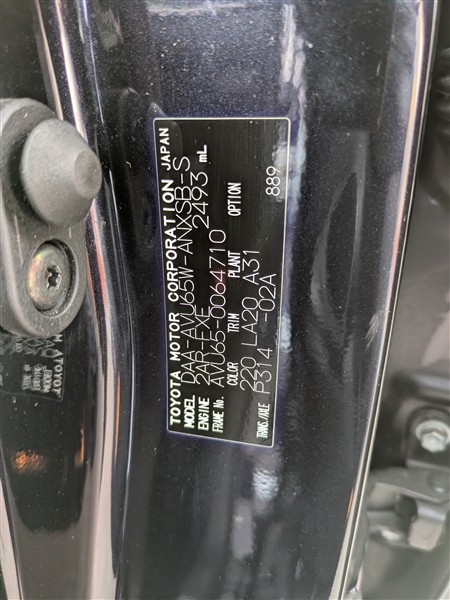 TOYOTA MOTOR CORPORATION JAPAN
MODEL DAA-AVU65W-ANXSB-S
ENGINE 2AR-FXE 2493 mL
FRAME No. AVU65-0064710
COLOR TRIM PLANT OPTION
220 LA20 A31 889
TRANS./AXLE P314 -02A